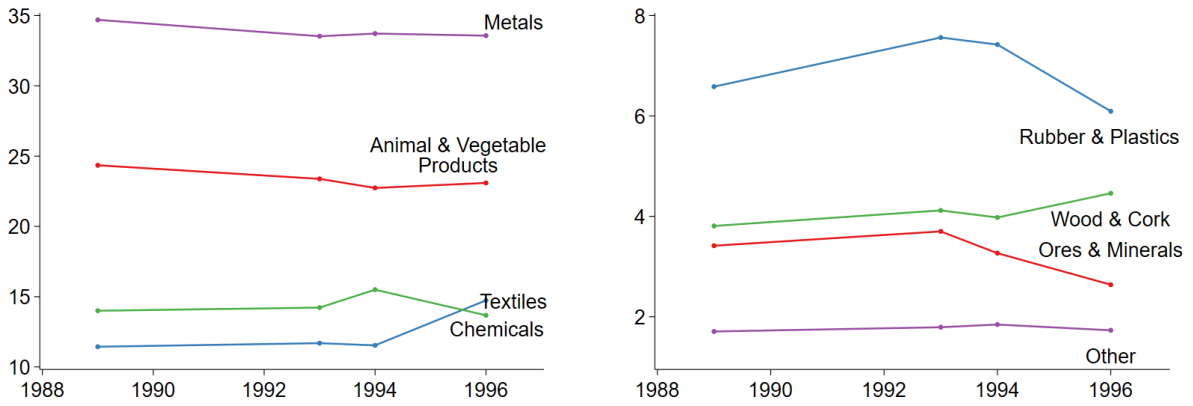 35
Metals
30
Animal & Vegetable
Products
25
20
15
Textiles
Chemicals
10
1988 1990 1992 1994 1996
8
6
Rubber & Plastics
4
Wood & Cork
Ores & Minerals
2
Other
1988 1990 1992 1994 1996